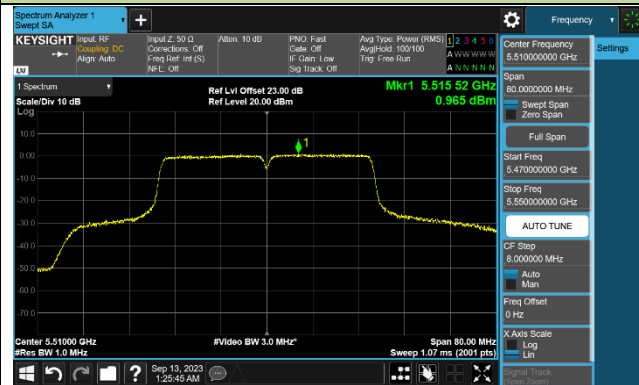 Spectrum Analyzer 1
Swept SA
Frequency
KEYSIGHT
Input: RF
Coupling: DC
Align: Auto
Input Z: 50 Ω
Corrections: Off
Freq Ref: Int (S)
NFE: Off
Atten: 10 dB
PNO: Fast
Gate: Off
IF Gain: Low
Sig Track: Off
Avg Type: Power (RMS)
Avg|Hold: 100/100
Trig: Free Run
1 2 3 4 5 6
A W W W W W
A N N N N N
LXI
Center Frequency
5.510000000 GHz
Settings
Span
80.0000000 MHz
Swept Span
Zero Span
Full Span
Start Freq
5.470000000 GHz
Stop Freq
5.550000000 GHz
AUTO TUNE
CF Step
8.000000 MHz
Auto
Man
Freq Offset
0 Hz
X Axis Scale
Log
Lin
Signal Track
(Span Zoom)
1 Spectrum
Scale/Div 10 dB
Log
Ref Lvl Offset 23.00 dB
Ref Level 20.00 dBm
Mkr1 5.515 52 GHz
0.965 dBm
10.0
0.00
-10.0
-20.0
-30.0
-40.0
-50.0
-60.0
-70.0
1
Center 5.51000 GHz
#Res BW 1.0 MHz
#Video BW 3.0 MHz*
Span 80.00 MHz
Sweep 1.07 ms (2001 pts)
Sep 13, 2023
1:25:45 AM